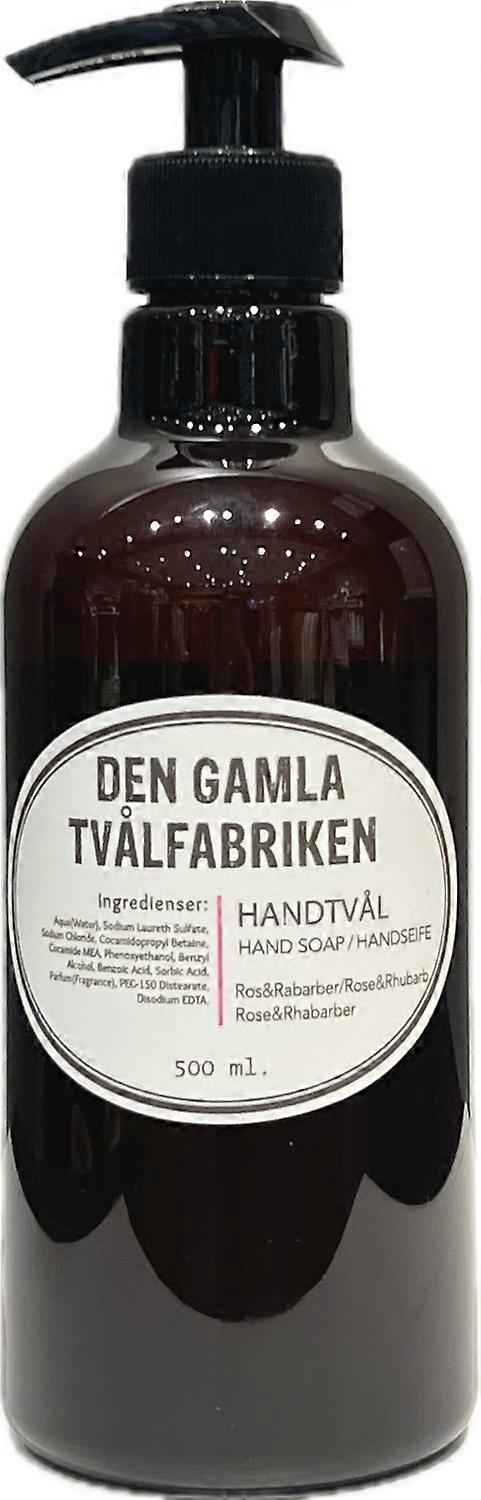 DEN GAMLA
TVÅLFABRIKEN
Ingredienser:
Aqua(Water), Sodium Laureth Sulfate,
Sodium Chloride, Cocamidopropyl Betaine,
Cocamide MEA, Phenoxyethanol, Benzyl
Alcohol, Benzoic Acid, Sorbic Acid,
Parfum(Fragrance), PEG-150 Distearate,
Disodium EDTA.
HANDTVÅL
HAND SOAP/HANDSEIFE
Ros&Rabarber/Rose&Rhubarb
Rose&Rhabarber
500 ml.